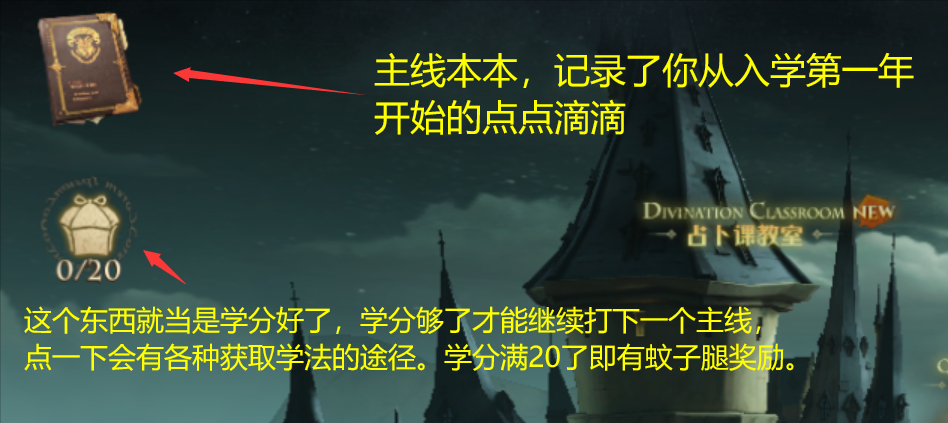 主线本本，记录了你从入学第一年
开始的点点滴滴
DIVINATION CLASSROOM NEW
占卜课教室
0/20
这个东西就当是学分好了，学分够了才能继续打下一个主线，
点一下会有各种获取学法的途径。学分满20了即有蚊子腿奖励。